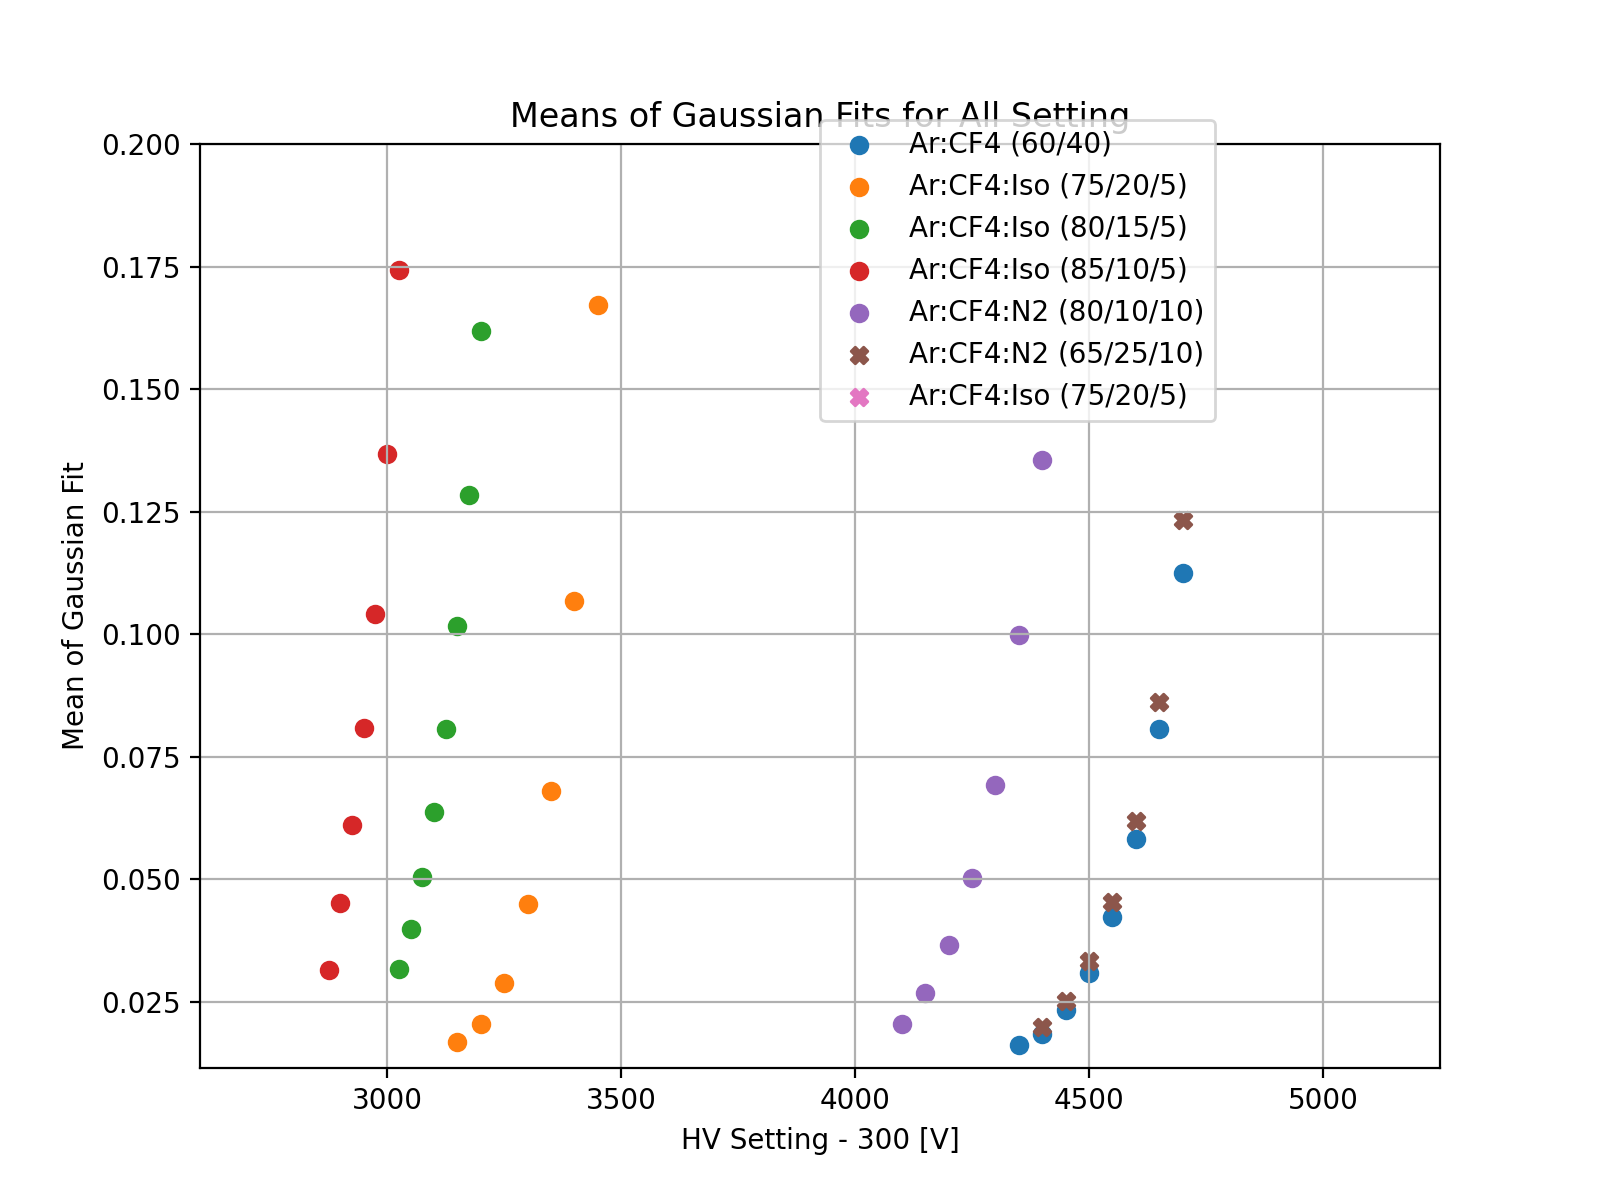 Means of Gaussian Fits for All Setting
Ar:CF4 (60/40)
Ar:CF4:Iso (75/20/5)
Ar:CF4:Iso (80/15/5)
Ar:CF4:Iso (85/10/5)
Ar:CF4:N2 (80/10/10)
Ar:CF4:N2 (65/25/10)
Ar:CF4:Iso (75/20/5)
Mean of Gaussian Fit
0.200
0.175
0.150
0.125
0.100
0.075
0.050
0.025
3000 3500 4000 4500 5000
HV Setting - 300 [V]